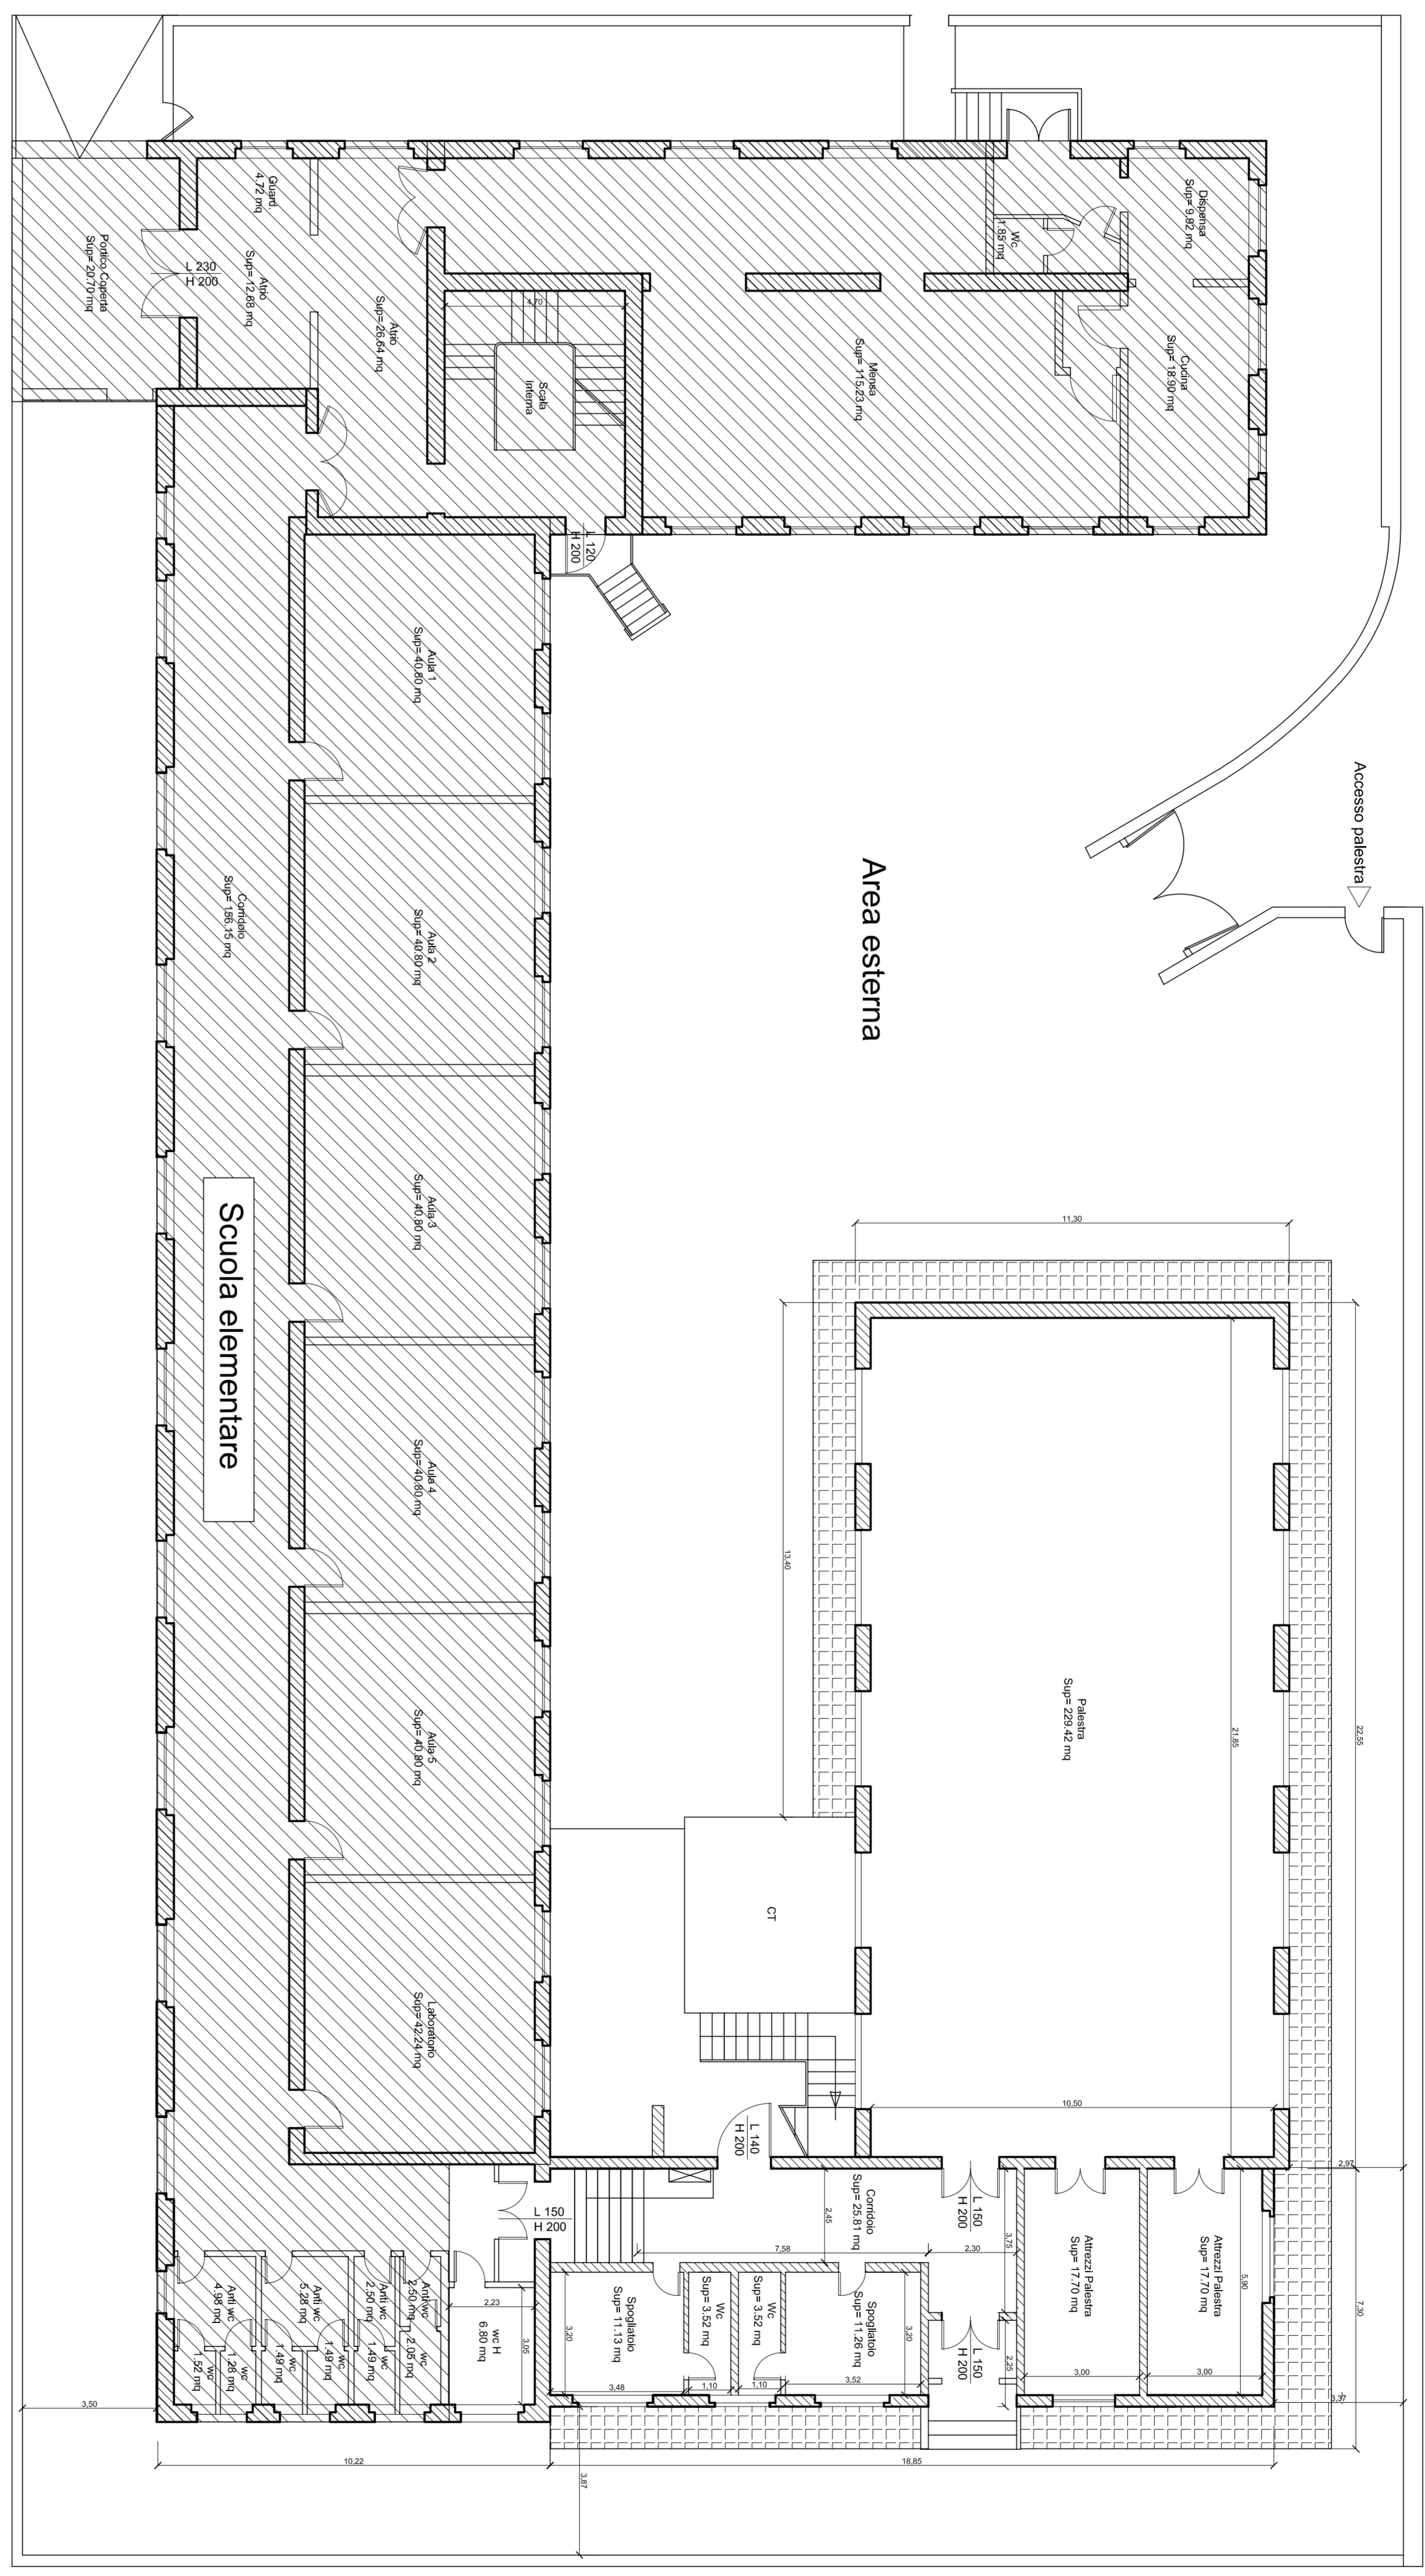 Accesso palestra
Area esterna
Scuola elementare
Dispensa
Sup= 9.92 mq
Cucina
Sup= 18.90 mq
Wc
1.85 mq
Mensa
Sup= 115.23 mq
Scala
interna
4,70
Guard.
4.72 mq
Atrio
Sup= 12.68 mq
Atrio
Sup= 26.64 mq
Portico Coperta
Sup= 20.70 mq
L 230
H 200
L 120
H 200
Aula 1
Sup= 40.80 mq
Aula 2
Sup= 40.80 mq
Aula 3
Sup= 40.80 mq
Aula 4
Sup= 40.80 mq
Aula 5
Sup= 40.80 mq
Laboratorio
Sup= 42.24 mq
Corridoio
Sup= 156.15 mq
11,30
13,40
22,55
21,85
Palestra
Sup= 229.42 mq
10,50
2,97
CT
L 140
H 200
Corridoio
Sup= 25.81 mq
L 150
H 200
L 150
H 200
L 150
H 200
2,45
7,58
2,30
3,75
2,25
Attrezzi Palestra
Sup= 17.70 mq
Attrezzi Palestra
Sup= 17.70 mq
5,90
3,00
3,00
7,30
3,37
Spogliatoio
Sup= 11.13 mq
Wc
Sup= 3.52 mq
Wc
Sup= 3.52 mq
Spogliatoio
Sup= 11.26 mq
3,20
3,20
3,48
1,10
1,10
3,52
wc H
6.80 mq
2,23
3,05
Anti wc
2.50 mq
Anti wc
2.50 mq
Anti wc
5.28 mq
Anti wc
4.98 mq
wc
2.05 mq
wc
1.49 mq
wc
1.49 mq
wc
1.49 mq
wc
1.28 mq
wc
1.52 mq
3,50
10,22
18,85
3,87